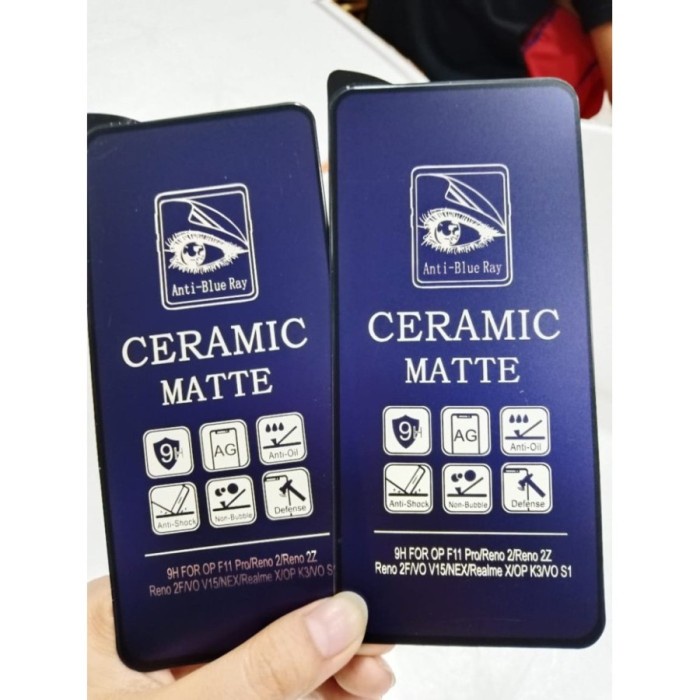 Anti-Blue Ray
CERAMIC
MATTE
9H
AG
Anti-Oil
Anti-Shock
Non-Bubble
Defense
9H FOR OP F11 Pro/Reno 2/Reno 2Z
Reno 2F/VO V15/NEX/Realme X/OP K3/VO S
Anti-Blue Ray
CERAMIC
MATTE
9H
AG
Anti-Oil
Anti-Shock
Non-Bubble
Defense
9H FOR OP F11 Pro/Reno 2/Reno 2Z
Reno 2F/VO V15/NEX/Realme X/OP K3/VO S1